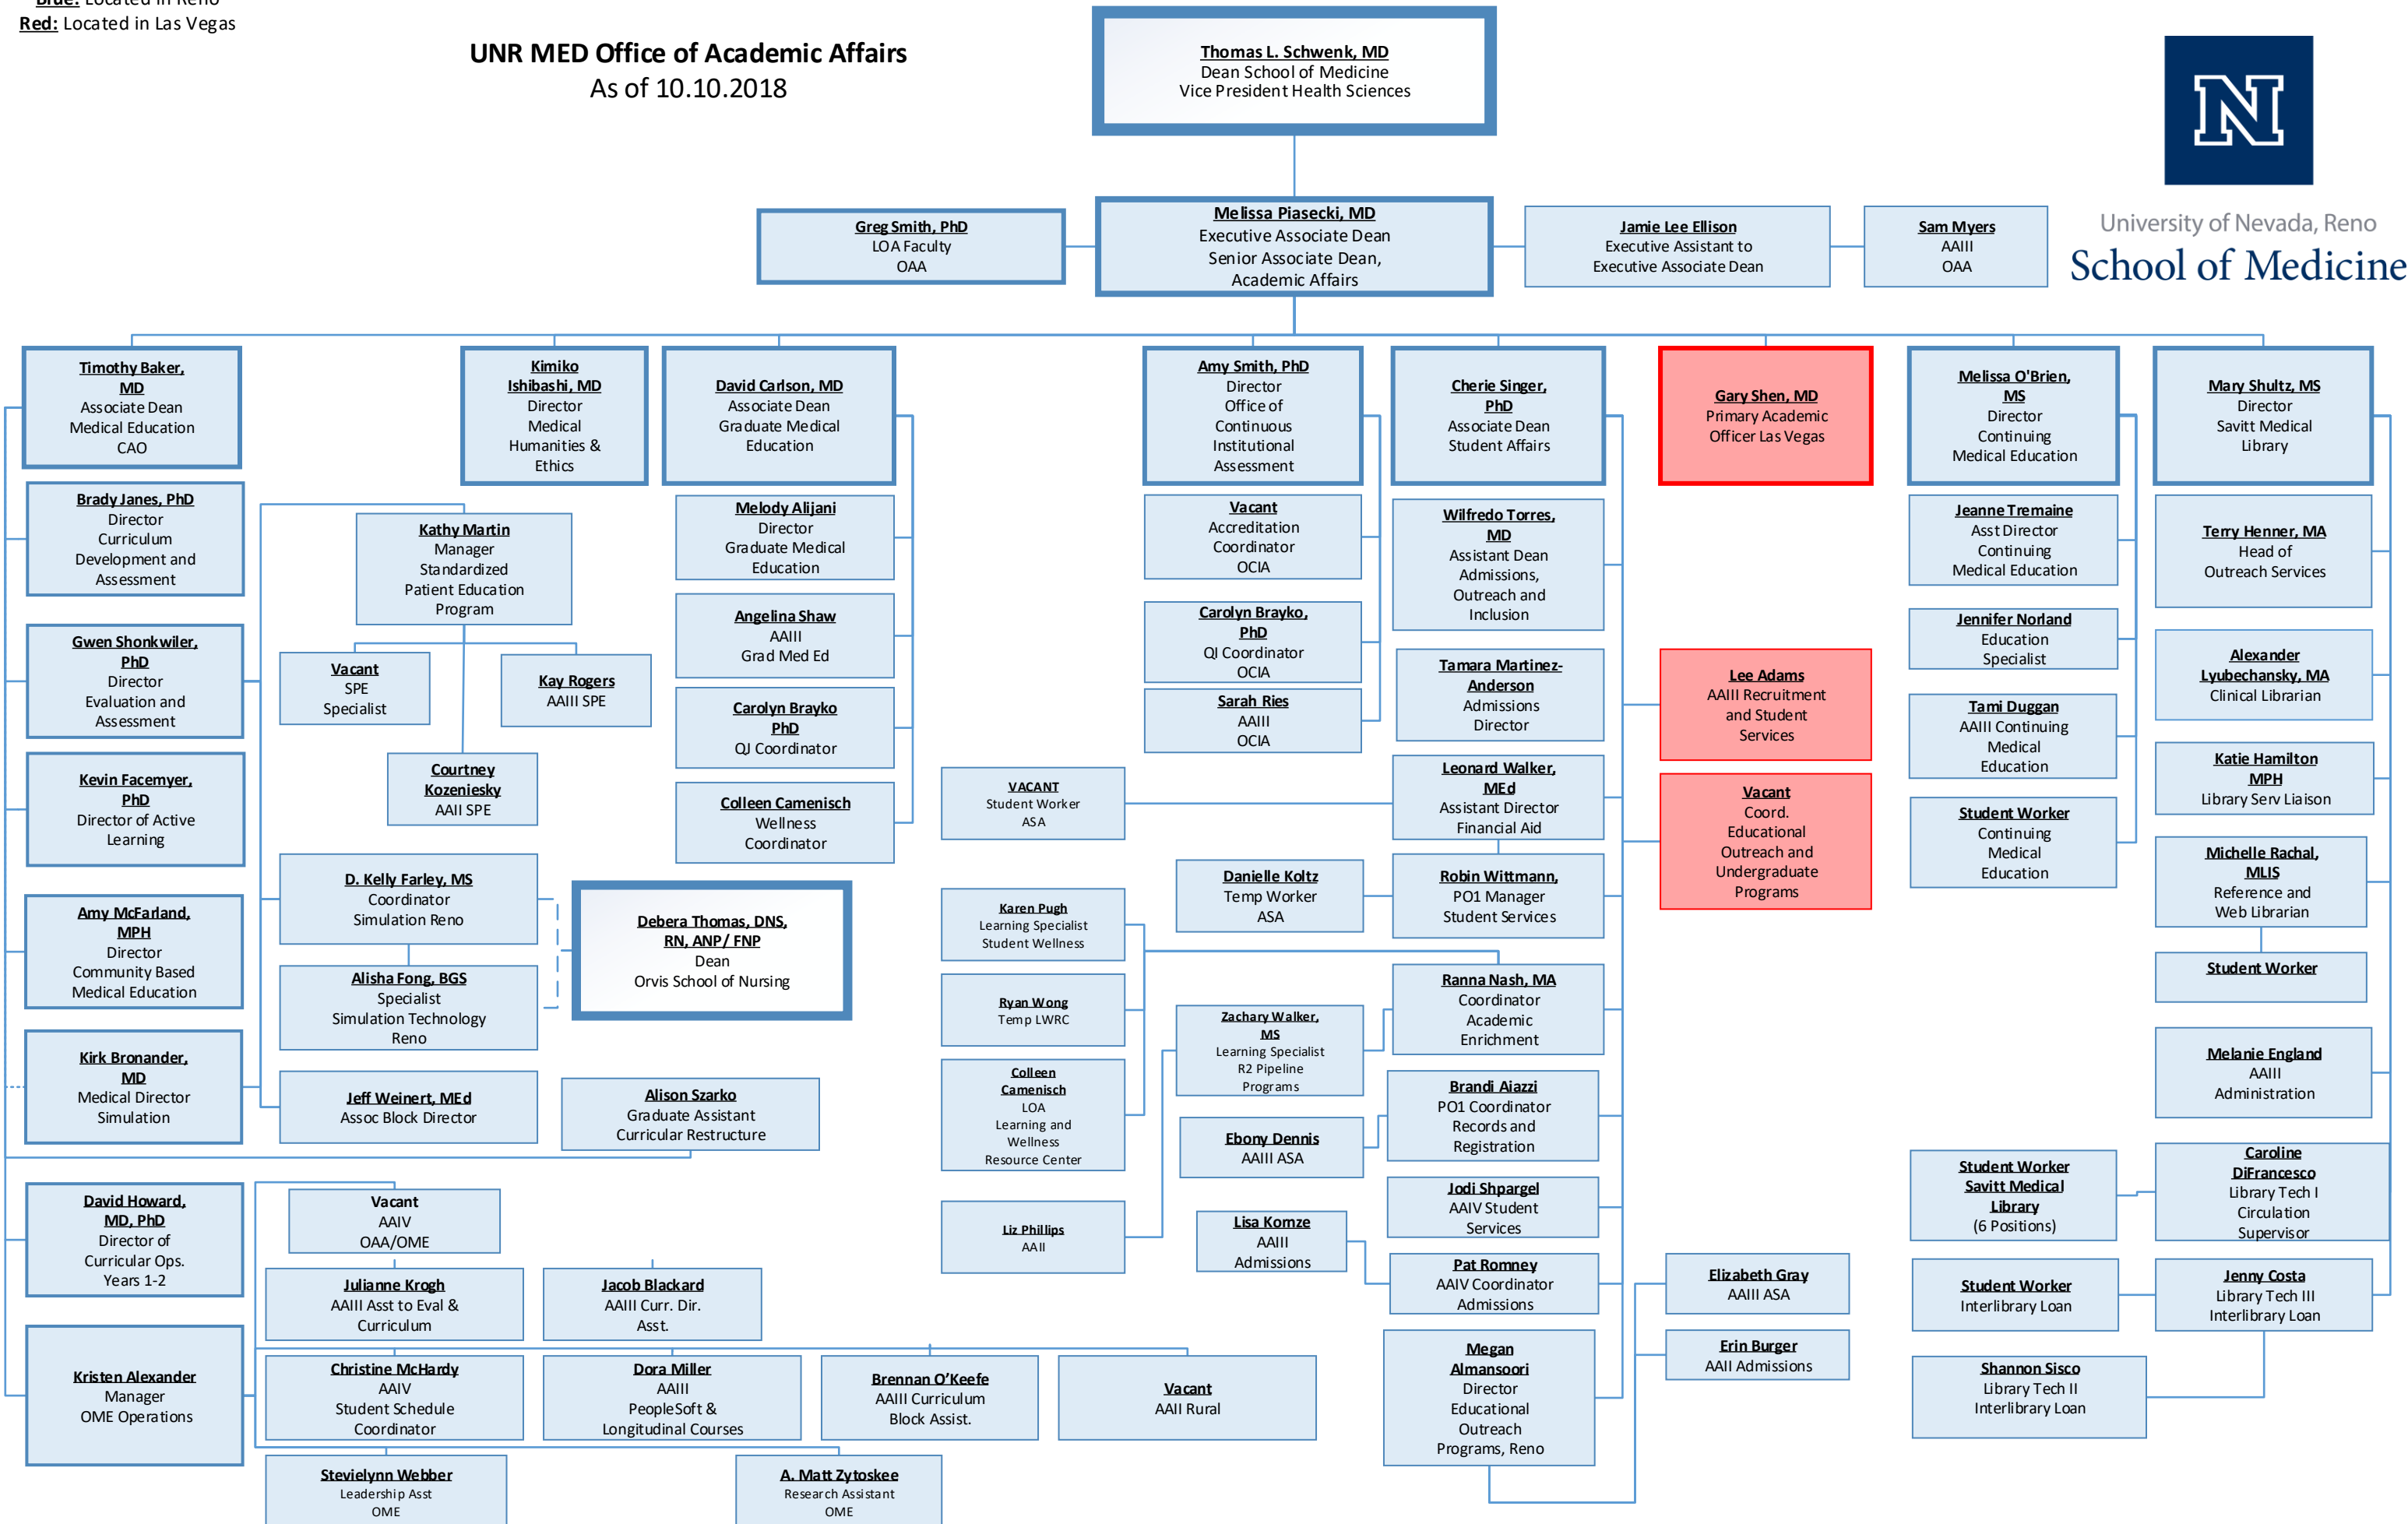 Blue: Located in Reno
Red: Located in Las Vegas
UNR MED Office of Academic Affairs
As of 10.10.2018
Thomas L. Schwenk, MD
Dean School of Medicine
Vice President Health Sciences
N
University of Nevada, Reno
School of Medicine
Greg Smith, PhD
LOA Faculty
OAA
Melissa Piasecki, MD
Executive Associate Dean
Senior Associate Dean,
Academic Affairs
Jamie Lee Ellison
Executive Assistant to
Executive Associate Dean
Sam Myers
AAIII
OAA
Timothy Baker,
MD
Associate Dean
Medical Education
CAO
Kimiko
Ishibashi, MD
Director
Medical
Humanities &
Ethics
David Carlson, MD
Associate Dean
Graduate Medical
Education
Amy Smith, PhD
Director
Office of
Continuous
Institutional
Assessment
Cherie Singer,
PhD
Associate Dean
Student Affairs
Gary Shen, MD
Primary Academic
Officer Las Vegas
Melissa O'Brien,
MS
Director
Continuing
Medical Education
Mary Shultz, MS
Director
Savitt Medical
Library
Brady Janes, PhD
Director
Curriculum
Development and
Assessment
Gwen Shonkwiler,
PhD
Director
Evaluation and
Assessment
Kevin Facemyer,
PhD
Director of Active
Learning
Amy McFarland,
MPH
Director
Community Based
Medical Education
Kirk Bronander,
MD
Medical Director
Simulation
David Howard,
MD, PhD
Director of
Curricular Ops.
Years 1-2
Kristen Alexander
Manager
OME Operations
Kathy Martin
Manager
Standardized
Patient Education
Program
Vacant
SPE
Specialist
Kay Rogers
AAIII SPE
Courtney
Kozeniesky
AAII SPE
D. Kelly Farley, MS
Coordinator
Simulation Reno
Alisha Fong, BGS
Specialist
Simulation Technology
Reno
Jeff Weinert, MEd
Assoc Block Director
Debera Thomas, DNS,
RN, ANP/ FNP
Dean
Orvis School of Nursing
Alison Szarko
Graduate Assistant
Curricular Restructure
Vacant
AAIV
OAA/OME
Julianne Krogh
AAIII Asst to Eval &
Curriculum
Jacob Blackard
AAIII Curr. Dir.
Asst.
Christine McHardy
AAIV
Student Schedule
Coordinator
Dora Miller
AAIII
PeopleSoft &
Longitudinal Courses
Brennan O’Keefe
AAIII Curriculum
Block Assist.
Vacant
AAII Rural
Stevielynn Webber
Leadership Asst
OME
A. Matt Zytoskee
Research Assistant
OME
Melody Alijani
Director
Graduate Medical
Education
Angelina Shaw
AAIII
Grad Med Ed
Carolyn Brayko
PhD
QI Coordinator
Colleen Camenisch
Wellness
Coordinator
Vacant
Accreditation
Coordinator
OCIA
Carolyn Brayko,
PhD
QI Coordinator
OCIA
Sarah Ries
AAIII
OCIA
VACANT
Student Worker
ASA
Danielle Koltz
Temp Worker
ASA
Karen Pugh
Learning Specialist
Student Wellness
Ryan Wong
Temp LWRC
Colleen
Camenisch
LOA
Learning and
Wellness
Resource Center
Liz Phillips
AAII
Zachary Walker,
MS
Learning Specialist
R2 Pipeline
Programs
Ebony Dennis
AAIII ASA
Lisa Kornze
AAIII
Admissions
Wilfredo Torres,
MD
Assistant Dean
Admissions,
Outreach and
Inclusion
Tamara Martinez-
Anderson
Admissions
Director
Leonard Walker,
MEd
Assistant Director
Financial Aid
Robin Wittmann,
PO1 Manager
Student Services
Ranna Nash, MA
Coordinator
Academic
Enrichment
Brandi Aiazzi
PO1 Coordinator
Records and
Registration
Jodi Shpargel
AAIV Student
Services
Pat Romney
AAIV Coordinator
Admissions
Megan
Almansoori
Director
Educational
Outreach
Programs, Reno
Lee Adams
AAIII Recruitment
and Student
Services
Vacant
Coord.
Educational
Outreach and
Undergraduate
Programs
Elizabeth Gray
AAIII ASA
Erin Burger
AAII Admissions
Jeanne Tremaine
Asst Director
Continuing
Medical Education
Jennifer Norland
Education
Specialist
Tami Duggan
AAIII Continuing
Medical
Education
Student Worker
Continuing
Medical
Education
Terry Henner, MA
Head of
Outreach Services
Alexander
Lyubechansky, MA
Clinical Librarian
Katie Hamilton
MPH
Library Serv Liaison
Michelle Rachal,
MLIS
Reference and
Web Librarian
Student Worker
Melanie England
AAIII
Administration
Student Worker
Savitt Medical
Library
(6 Positions)
Caroline
DiFrancesco
Library Tech I
Circulation
Supervisor
Student Worker
Interlibrary Loan
Jenny Costa
Library Tech III
Interlibrary Loan
Shannon Sisco
Library Tech II
Interlibrary Loan